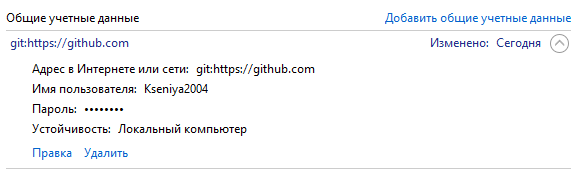 Общие учетные данные Добавить общие учетные данные
git:https://github.com Изменено: Сегодня
Адрес в Интернете или сети: git:https://github.com
Имя пользователя: Kseniya2004
Пароль: ••••••••
Устойчивость: Локальный компьютер
Правка Удалить